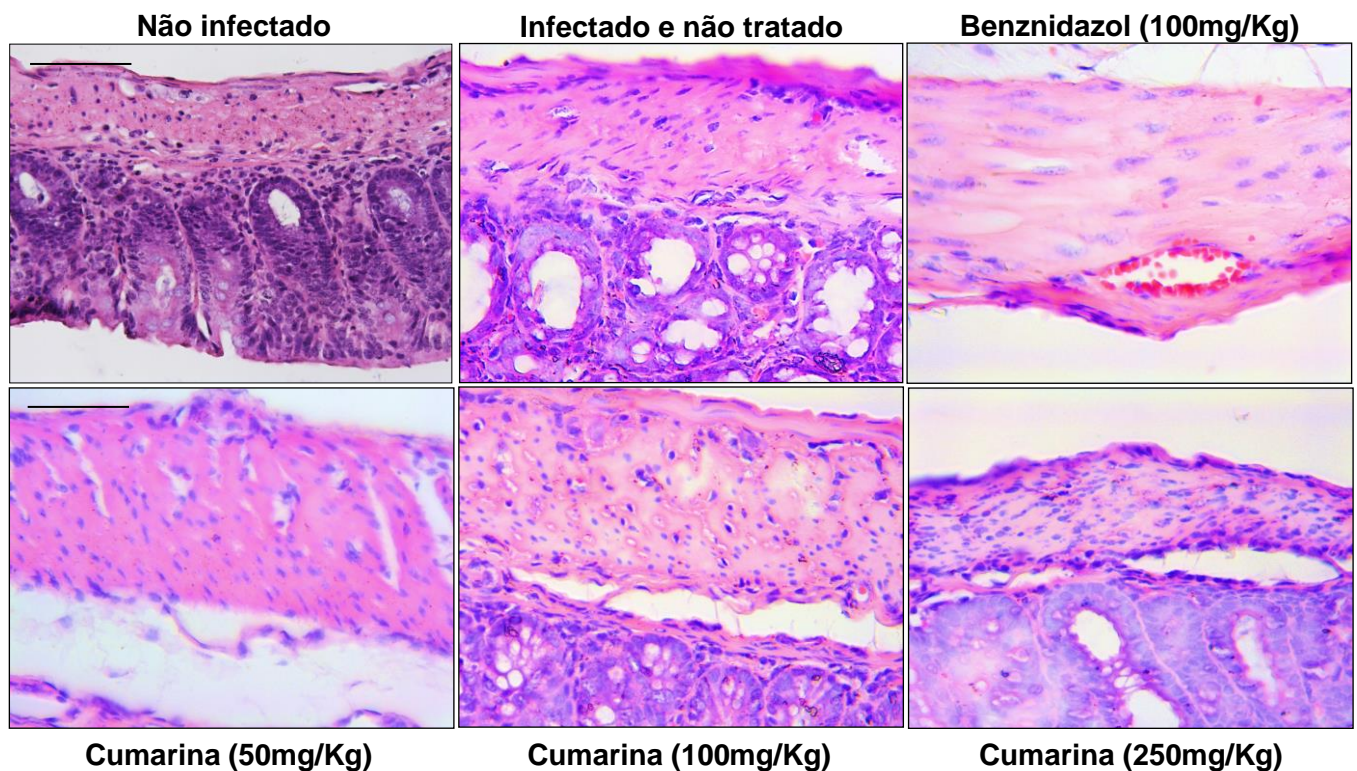 Não infectado
Infectado e não tratado
Benznidazol (100mg/Kg)
Cumarina (50mg/Kg)
Cumarina (100mg/Kg)
Cumarina (250mg/Kg)